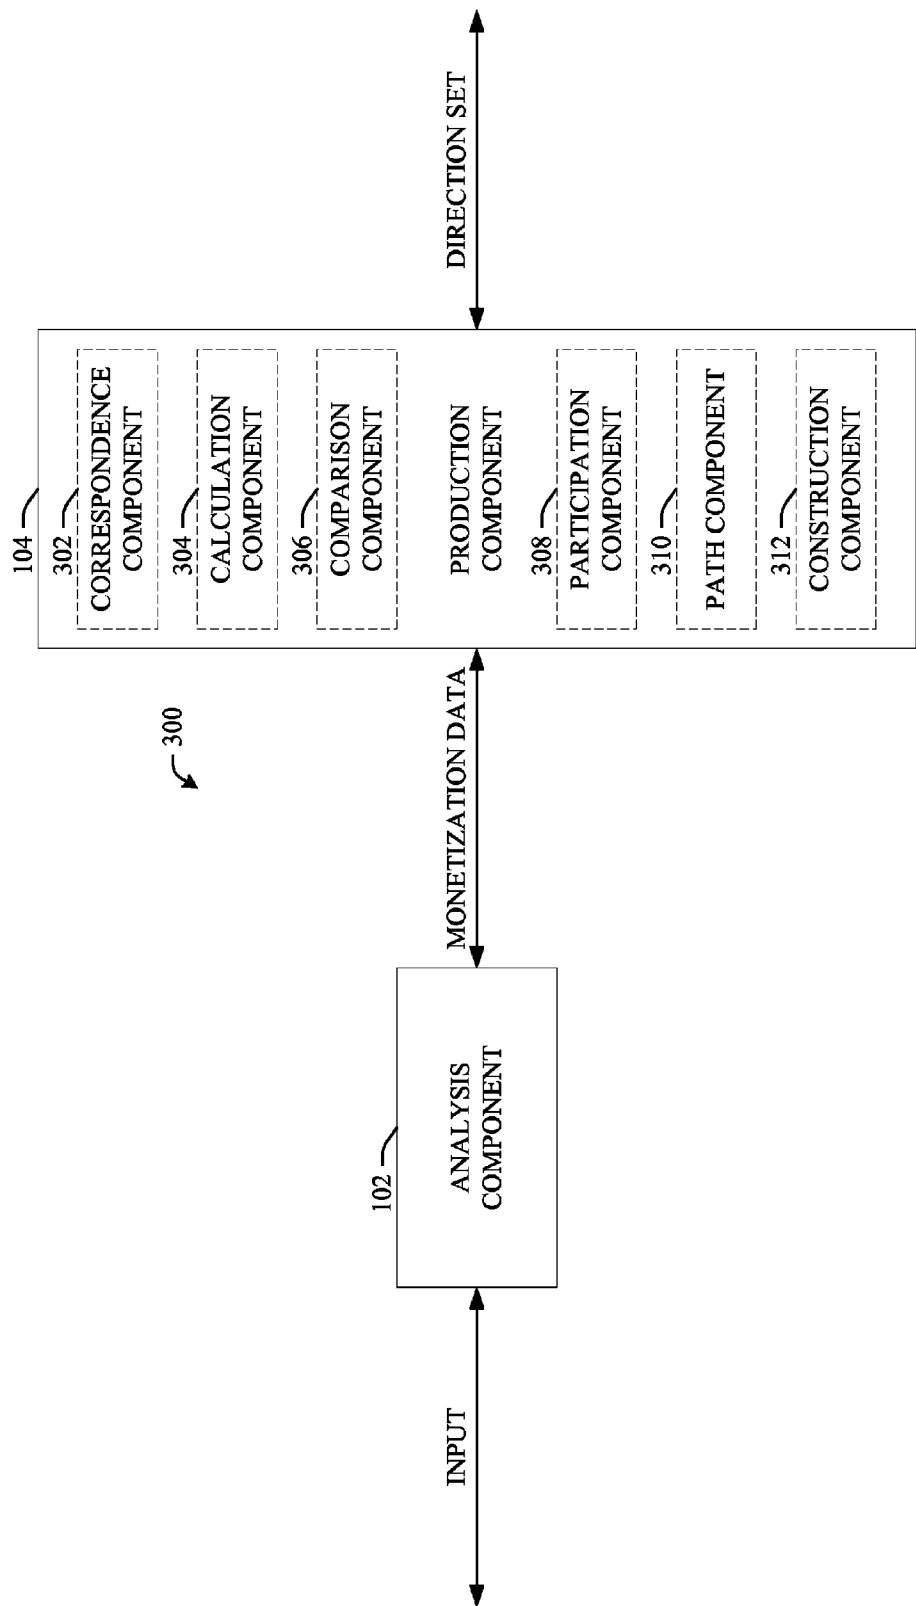 300
INPUT
102
ANALYSIS
COMPONENT
MONETIZATION DATA
104
302
CORRESPONDENCE
COMPONENT
304
CALCULATION
COMPONENT
306
COMPARISON
COMPONENT
PRODUCTION
COMPONENT
308
PARTICIPATION
COMPONENT
310
PATH COMPONENT
312
CONSTRUCTION
COMPONENT
DIRECTION SET